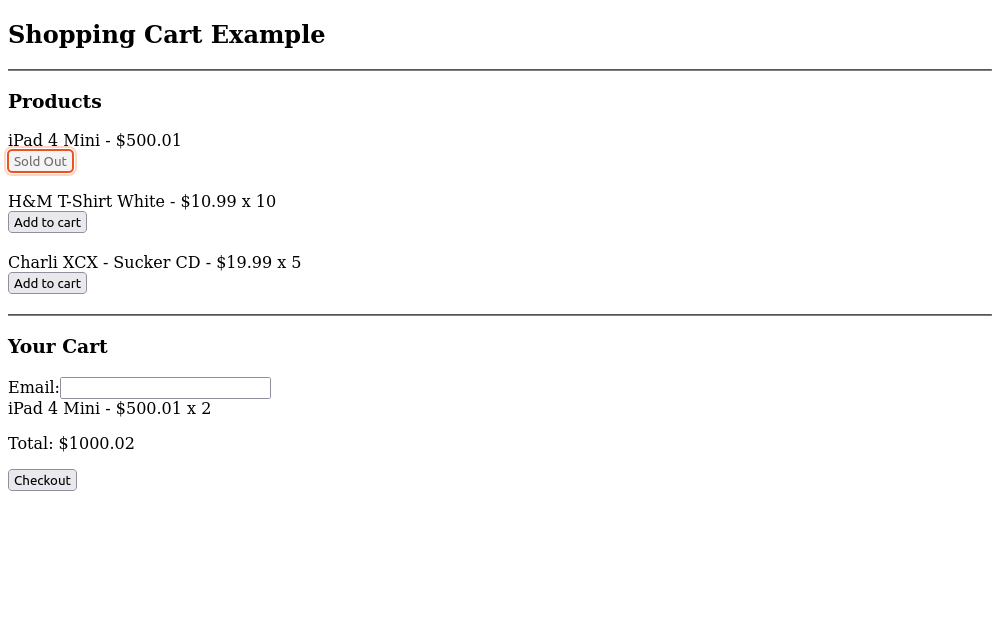 Shopping Cart Example
Products
iPad 4 Mini - $500.01
Sold Out
H&M T-Shirt White - $10.99 x 10
Add to cart
Charli XCX - Sucker CD - $19.99 x 5
Add to cart
Your Cart
Email:
iPad 4 Mini - $500.01 x 2
Total: $1000.02
Checkout